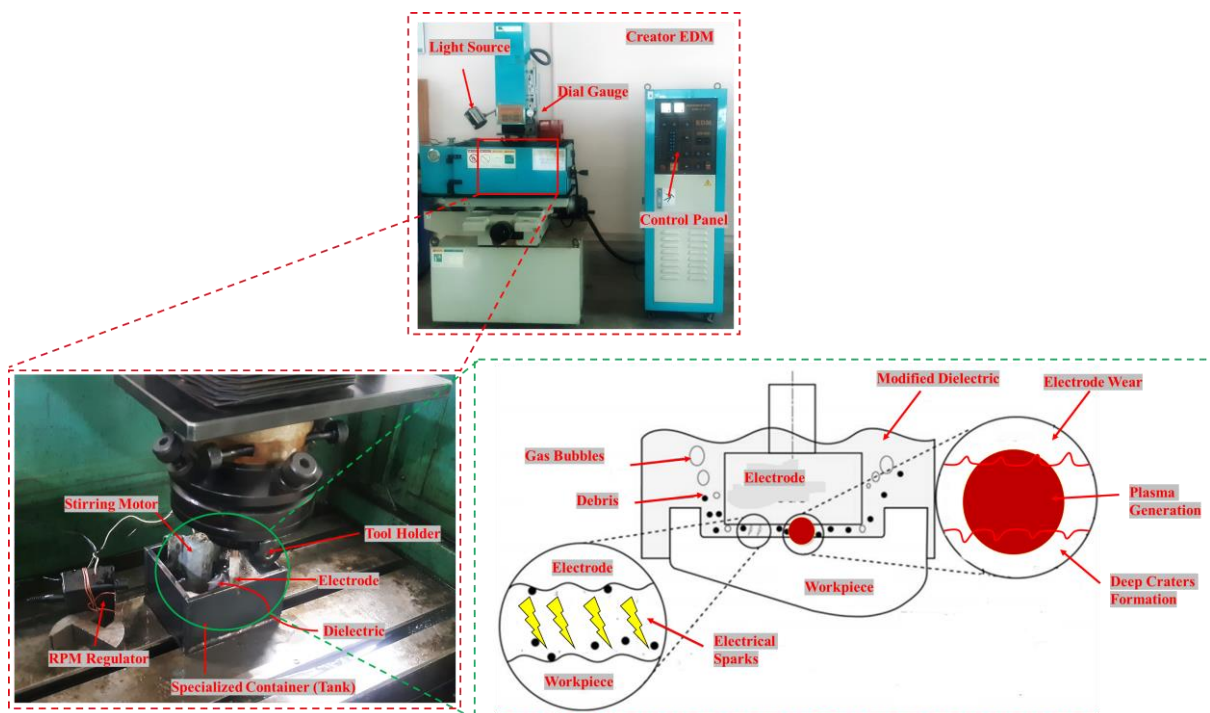 Light Source
Creator EDM
Dial Gauge
EDM
Control Panel
Stirring Motor
Tool Holder
Electrode
Dielectric
RPM Regulator
Specialized Container (Tank)
Modified Dielectric
Electrode Wear
Gas Bubbles
Electrode
Debris
Plasma
Generation
Workpiece
Deep Craters
Formation
Electrode
Electrical
Sparks
Workpiece